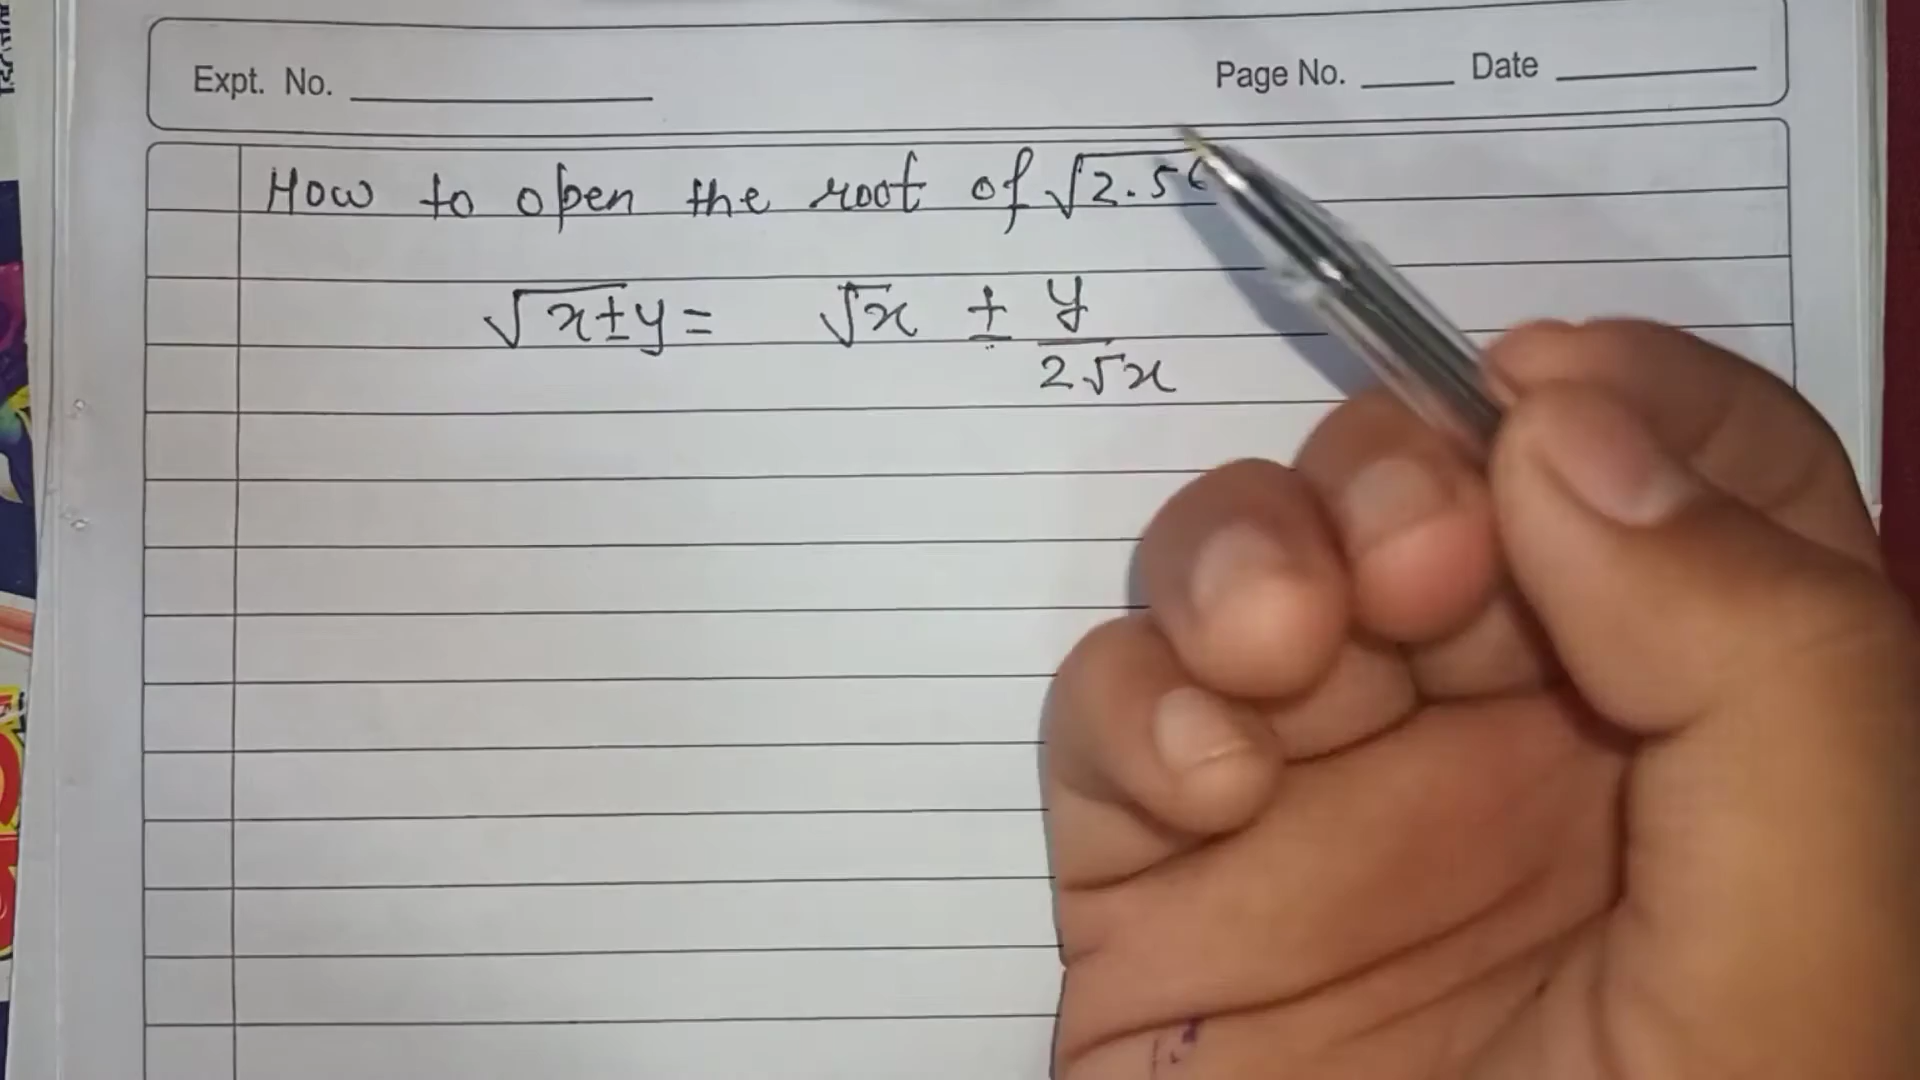 Expt. No. Page No. Date
How to open the root of √2.5
√x±y = √x ± y/2√x